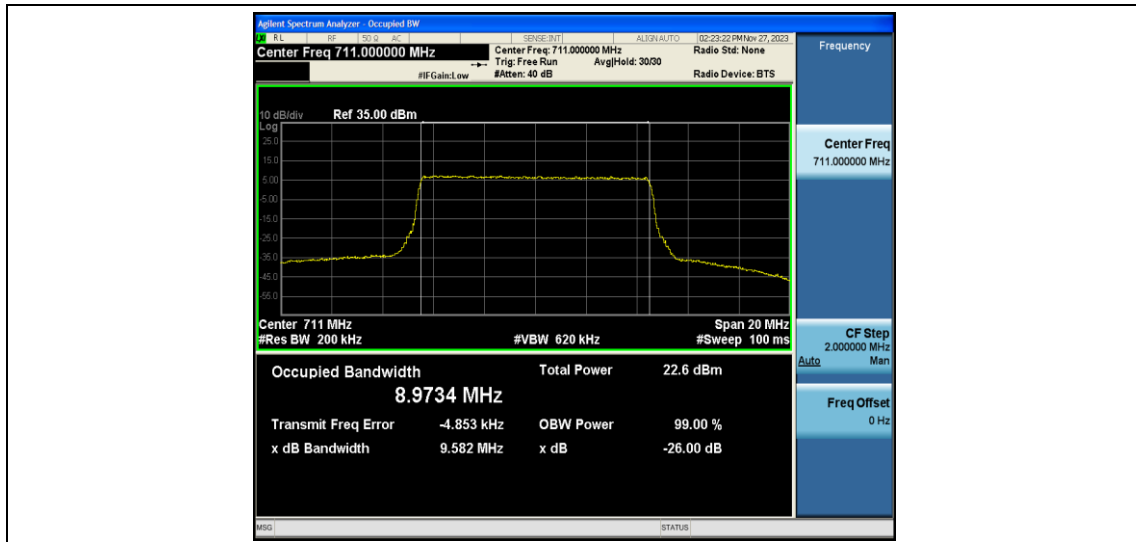 Agilent Spectrum Analyzer - Occupied BW
RL RF 50 Ω AC SENSE:INT ALIGNAUTO 02:23:22 PM Nov 27, 2023
Center Freq 711.000000 MHz
Center Freq: 711.000000 MHz Radio Std: None
Trig: Free Run Avg|Hold: 30/30
#IFGain:Low #Atten: 40 dB Radio Device: BTS
Frequency
10 dB/div Ref 35.00 dBm
Log
25.0
15.0
5.00
-5.00
-15.0
-25.0
-35.0
-45.0
-55.0
Center Freq
711.000000 MHz
Center 711 MHz Span 20 MHz
#Res BW 200 kHz #VBW 620 kHz #Sweep 100 ms
CF Step
2.000000 MHz
Auto Man
Occupied Bandwidth Total Power 22.6 dBm
8.9734 MHz
Freq Offset
0 Hz
Transmit Freq Error -4.853 kHz OBW Power 99.00 %
x dB Bandwidth 9.582 MHz x dB -26.00 dB
MSG STATUS